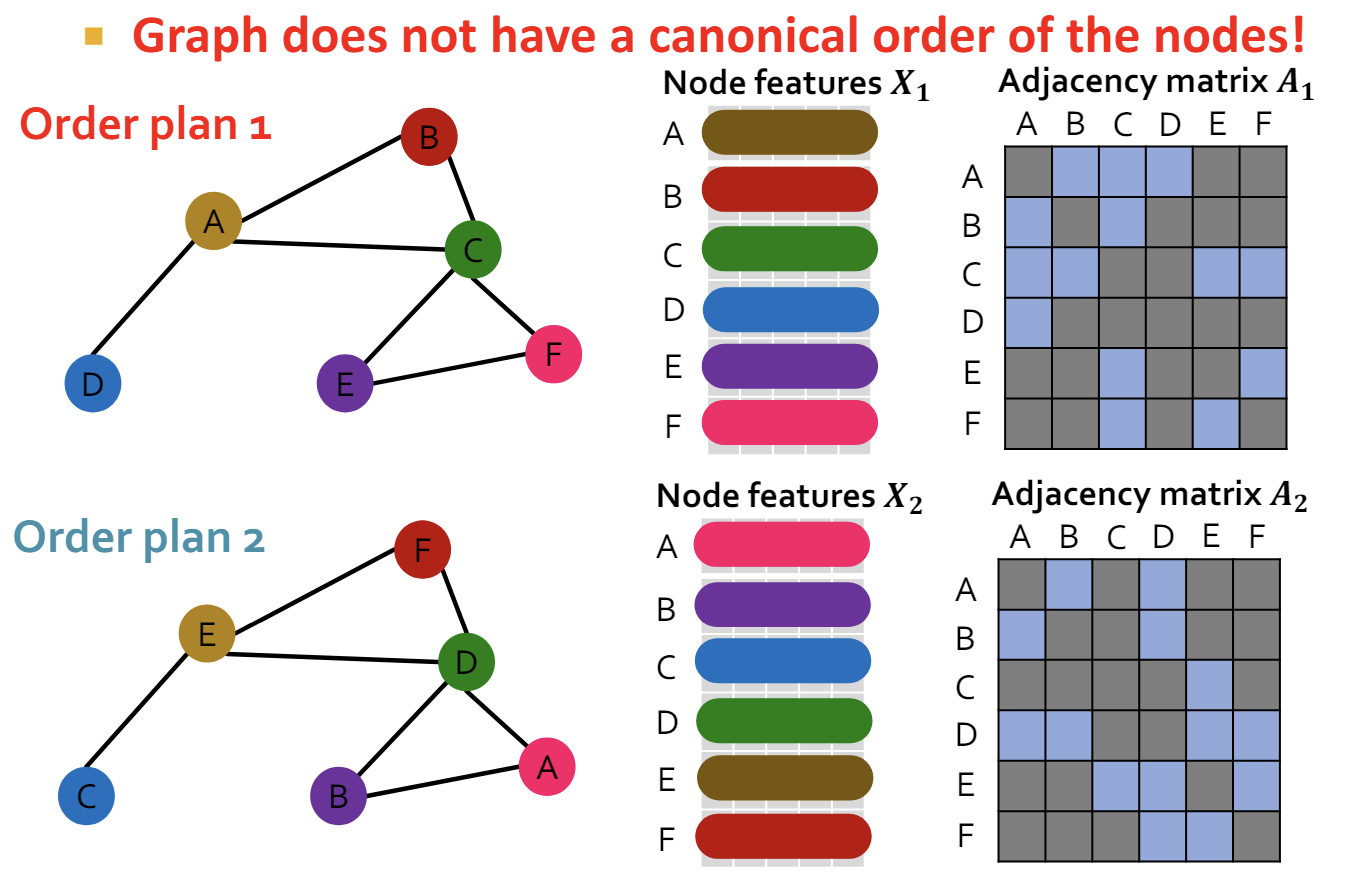 Graph does not have a canonical order of the nodes!
Order plan 1
Node features X₁
Adjacency matrix A₁
B
A
C
D
E
F
A
B
C
D
E
F
A B C D E F
A
B
C
D
E
F
Order plan 2
Node features X₂
Adjacency matrix A₂
F
E
D
C
B
A
A
B
C
D
E
F
A B C D E F
A
B
C
D
E
F